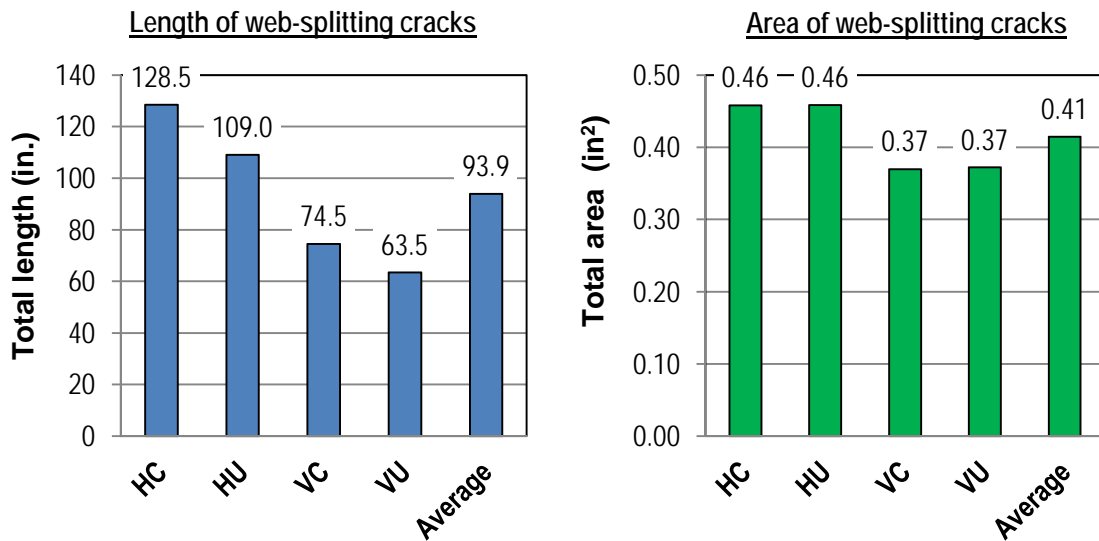 Length of web-splitting cracks
Total length (in.)
140
120
100
80
60
40
20
0
128.5
109.0
74.5
63.5
93.9
HC
HU
VC
VU
Average
Area of web-splitting cracks
Total area (in²)
0.50
0.40
0.30
0.20
0.10
0.00
0.46
0.46
0.37
0.37
0.41
HC
HU
VC
VU
Average